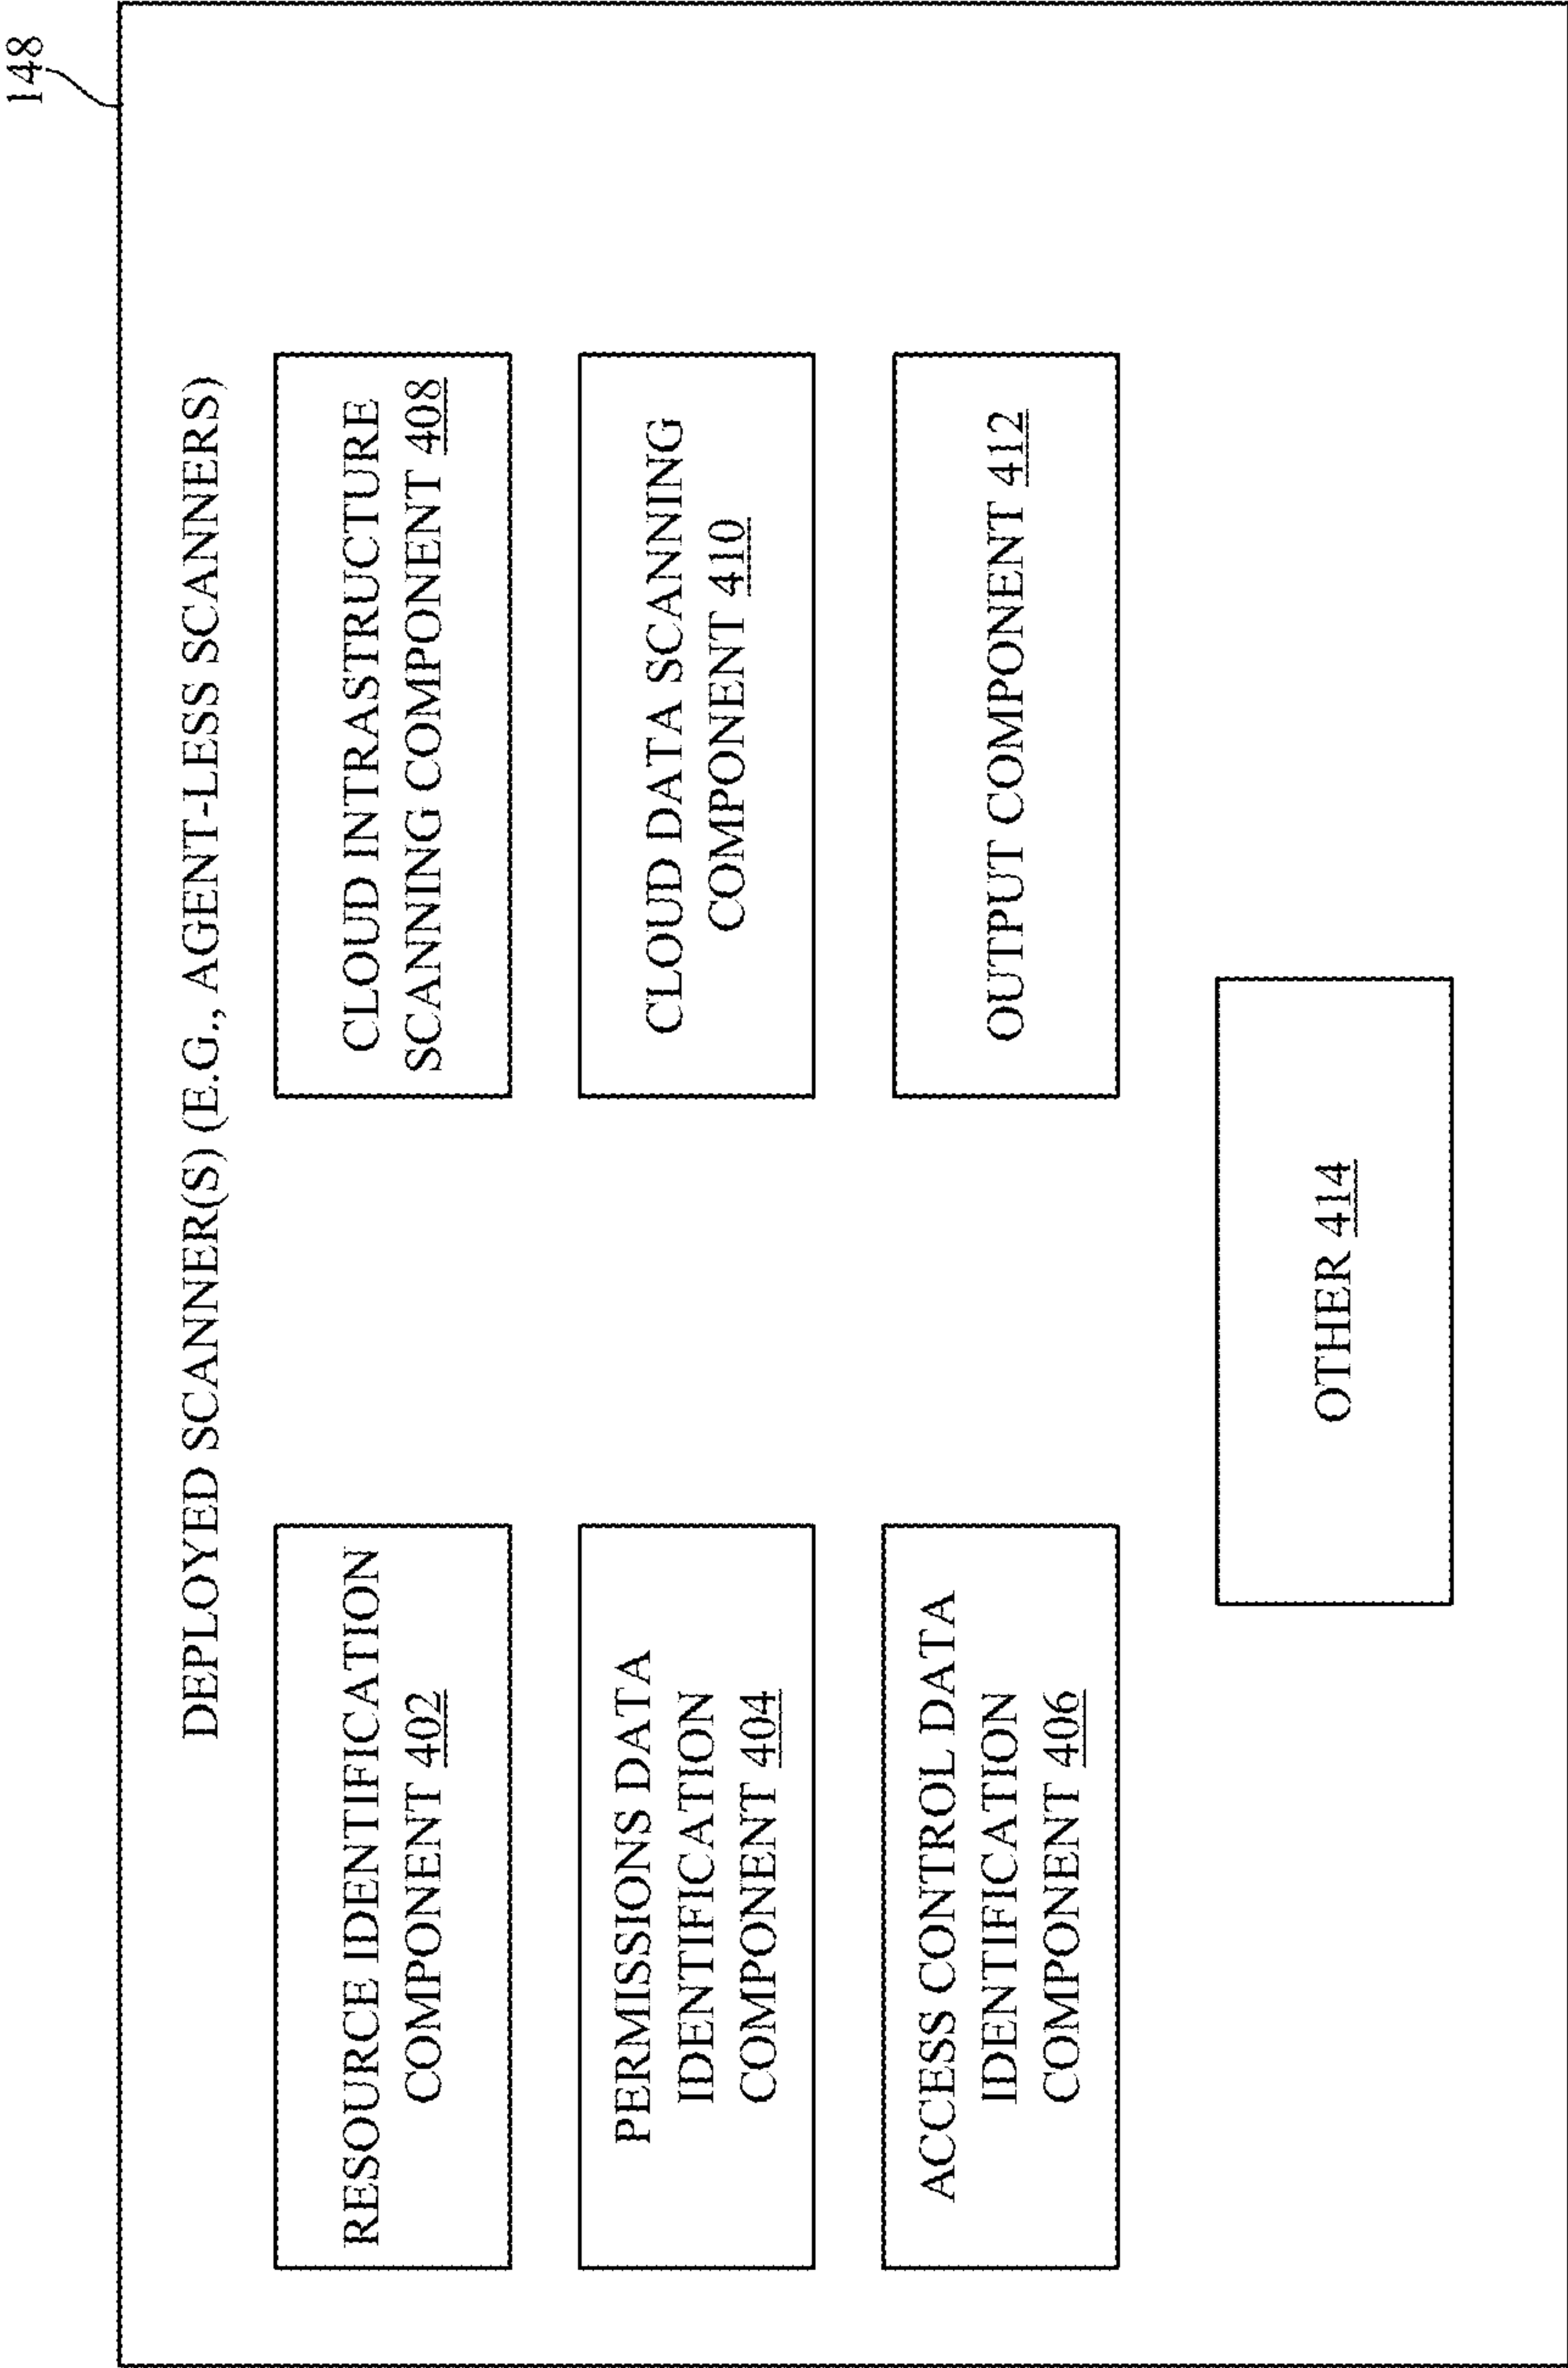 148
DEPLOYED SCANNER(S) (E.G., AGENT-LESS SCANNERS)
RESOURCE IDENTIFICATION
COMPONENT 402
PERMISSIONS DATA
IDENTIFICATION
COMPONENT 404
ACCESS CONTROL DATA
IDENTIFICATION
COMPONENT 406
CLOUD INTRASTRUCTURE
SCANNING COMPONENT 408
CLOUD DATA SCANNING
COMPONENT 410
OUTPUT COMPONENT 412
OTHER 414